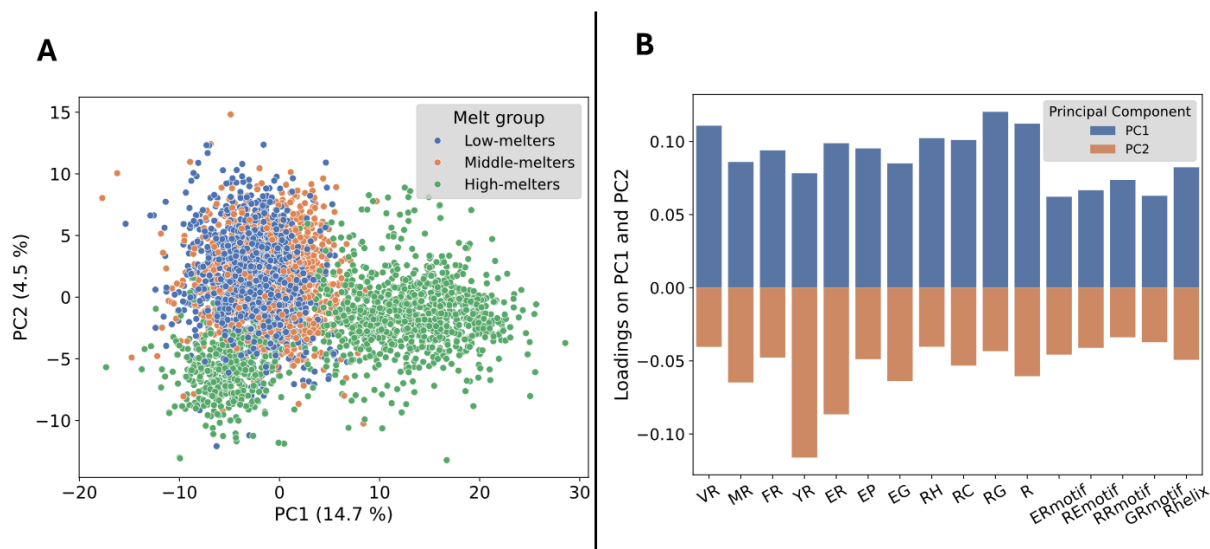 A
Melt group
Low-melters
Middle-melters
High-melters
15
10
5
0
−5
−10
PC2 (4.5 %)
−20
−10
0
10
20
30
PC1 (14.7 %)
B
Principal Component
PC1
PC2
0.10
0.05
0.00
−0.05
−0.10
Loadings on PC1 and PC2
VR
MR
FR
YR
ER
EP
EG
RH
RC
RG
R
ERmotif
REmotif
RRmotif
GRmotif
Rhelix